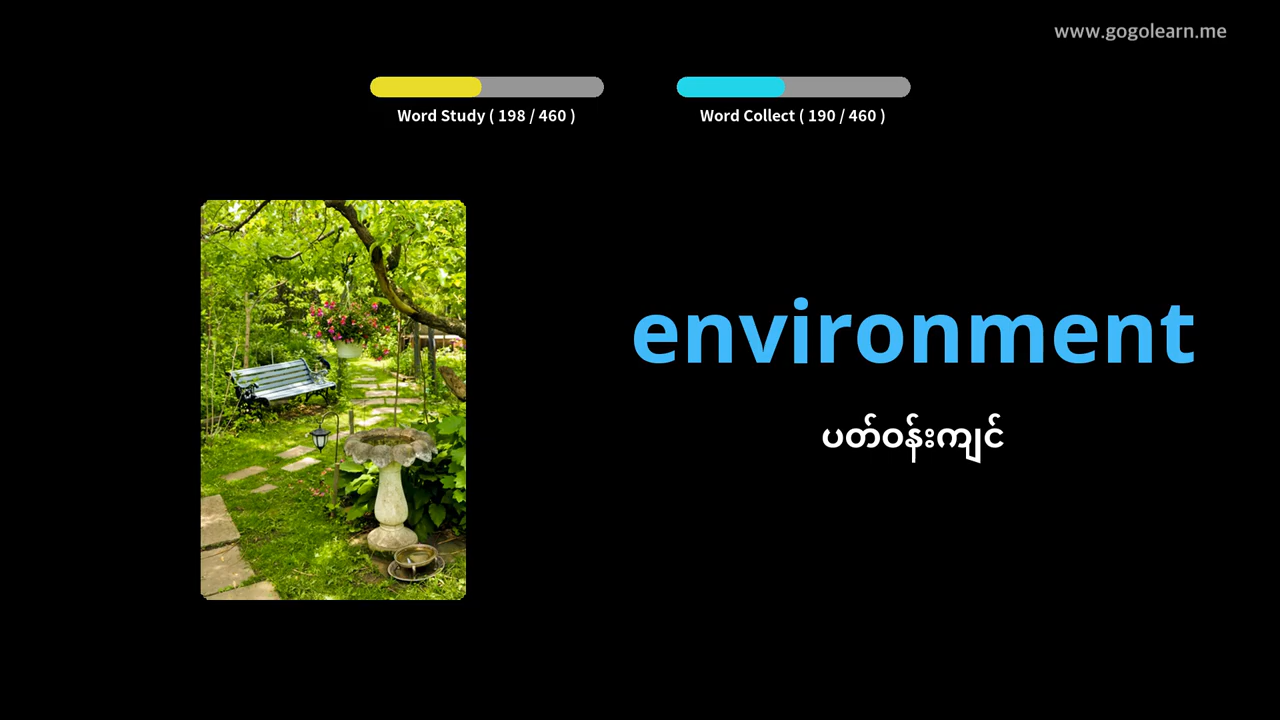 www.gogolearn.me
Word Study ( 198 / 460 )
Word Collect ( 190 / 460 )
environment
ပတ်ဝန်းကျင်